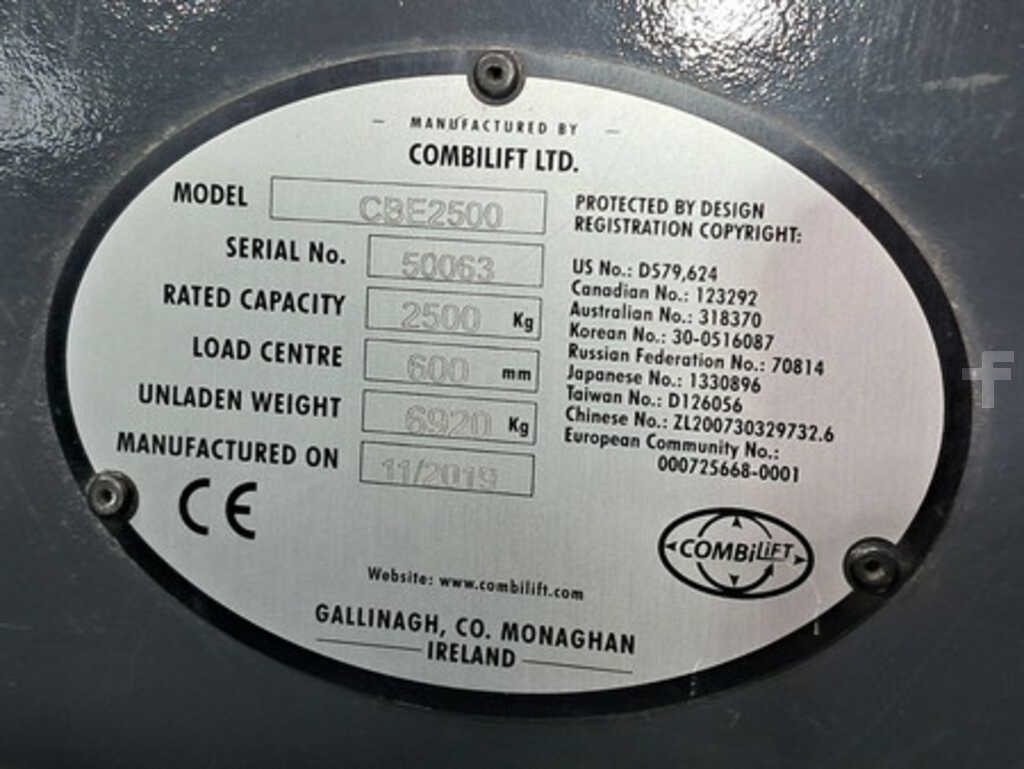 MANUFACTURED BY
COMBILIFT LTD.
MODEL CBE2500
SERIAL No. 50063
RATED CAPACITY 2500 Kg
LOAD CENTRE 600 mm
UNLADEN WEIGHT 6920 Kg
MANUFACTURED ON 11/2019
CE
PROTECTED BY DESIGN
REGISTRATION COPYRIGHT:
US No.: D579,624
Canadian No.: 123292
Australian No.: 318370
Korean No.: 30-0516087
Russian Federation No.: 70814
Japanese No.: 1330896
Taiwan No.: D126056
Chinese No.: ZL200730329732.6
European Community No.:
000725668-0001
COMBiLiFT
Website: www.combilift.com
GALLINAGH, CO. MONAGHAN
IRELAND
f